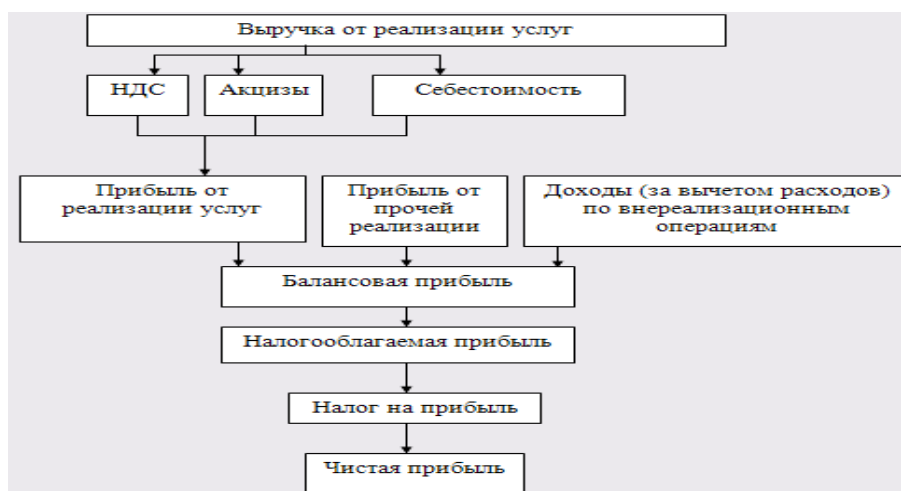 Выручка от реализации услуг
НДС
Акцизы
Себестоимость
Прибыль от
реализации услуг
Прибыль от
прочей
реализации
Доходы (за вычетом расходов)
по внереализационным
операциям
Балансовая прибыль
Налогооблагаемая прибыль
Налог на прибыль
Чистая прибыль